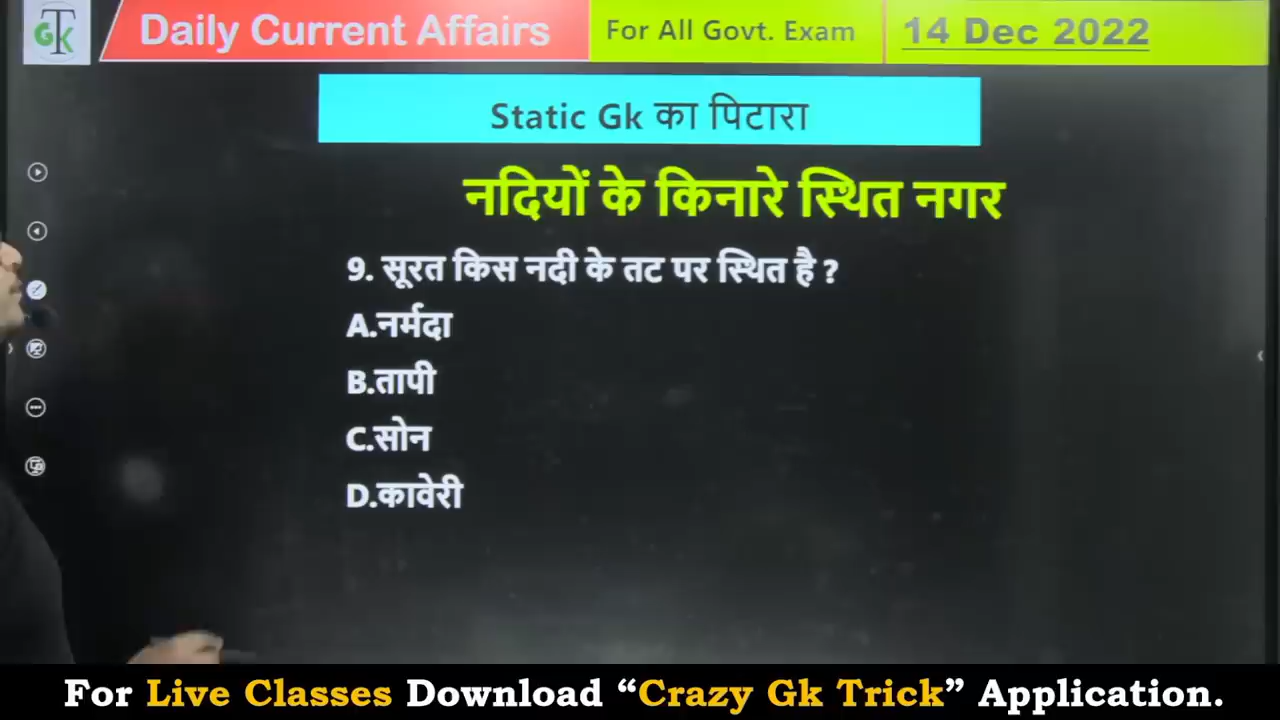 GTK
Daily Current Affairs
For All Govt. Exam
14 Dec 2022
Static Gk का पिटारा
नदियों के किनारे स्थित नगर
9. सूरत किस नदी के तट पर स्थित है ?
A.नर्मदा
B.तापी
C.सोन
D.कावेरी
For Live Classes Download “Crazy Gk Trick” Application.